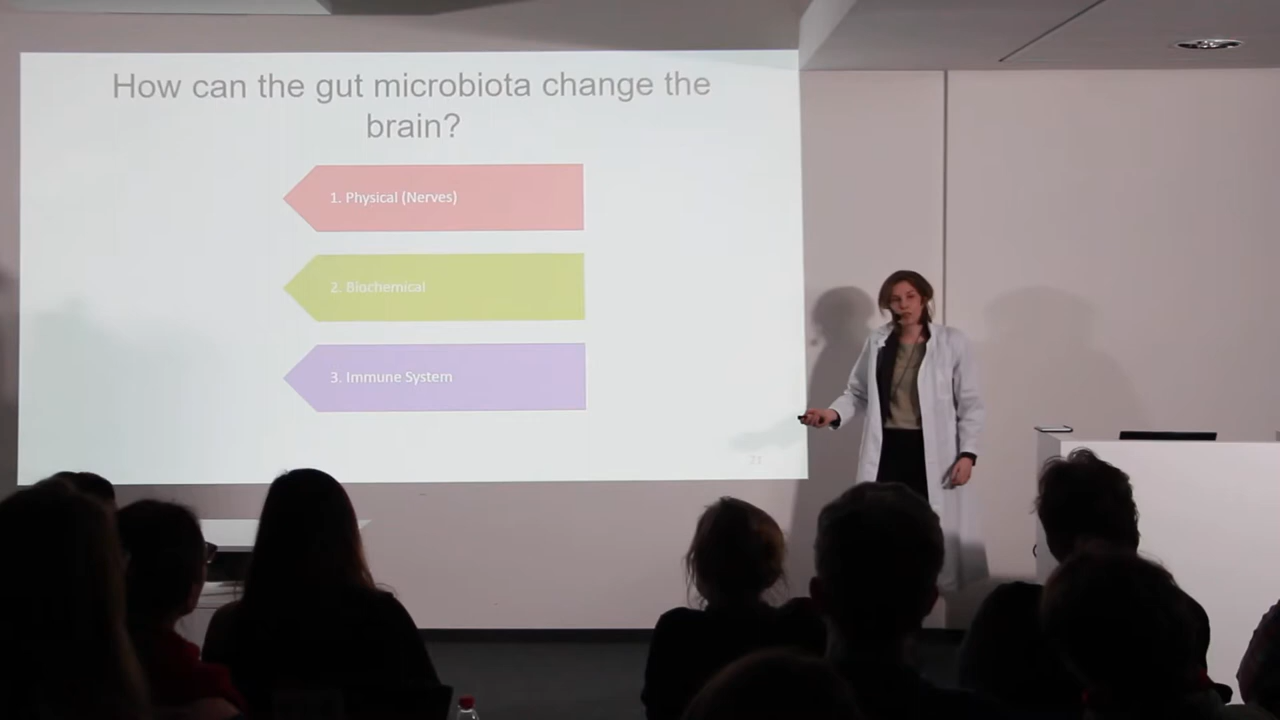 How can the gut microbiota change the
brain?
1. Physical (Nerves)
2. Biochemical
3. Immune System